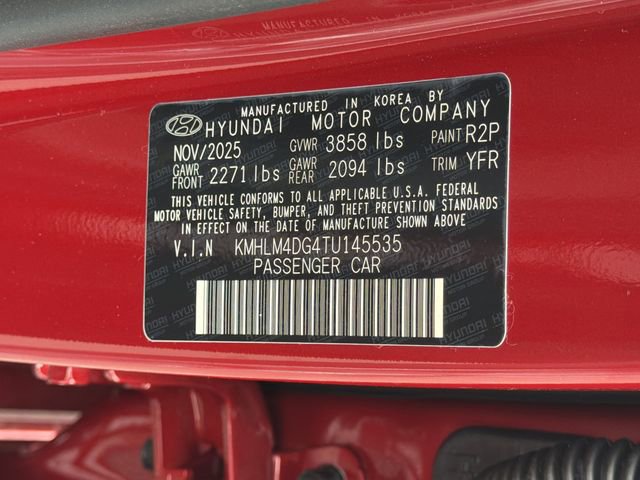 MANUFACTURED IN KOREA BY
HYUNDAI MOTOR COMPANY
NOV/2025 GVWR 3858 lbs PAINT R2P
GAWR FRONT 2271 lbs GAWR REAR 2094 lbs TRIM YFR
THIS VEHICLE CONFORMS TO ALL APPLICABLE U.S.A. FEDERAL
MOTOR VEHICLE SAFETY, BUMPER, AND THEFT PREVENTION STANDARDS
IN EFFECT ON THE DATE OF MANUFACTURE SHOWN ABOVE.
V.I.N KMHLM4DG4TU145535
PASSENGER CAR